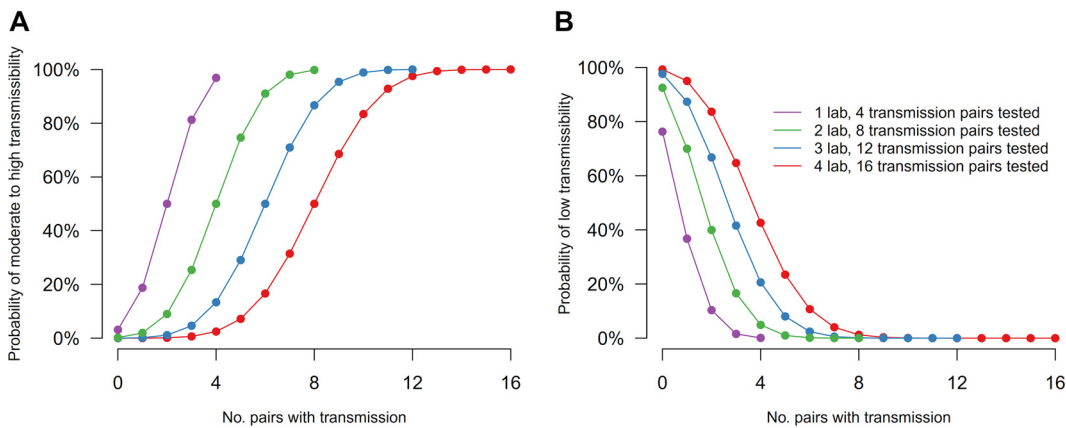 A
Probability of moderate to high transmissibility
100%
80%
60%
40%
20%
0%
0 4 8 12 16
No. pairs with transmission
B
Probability of low transmissibility
100%
80%
60%
40%
20%
0%
1 lab, 4 transmission pairs tested
2 lab, 8 transmission pairs tested
3 lab, 12 transmission pairs tested
4 lab, 16 transmission pairs tested
0 4 8 12 16
No. pairs with transmission